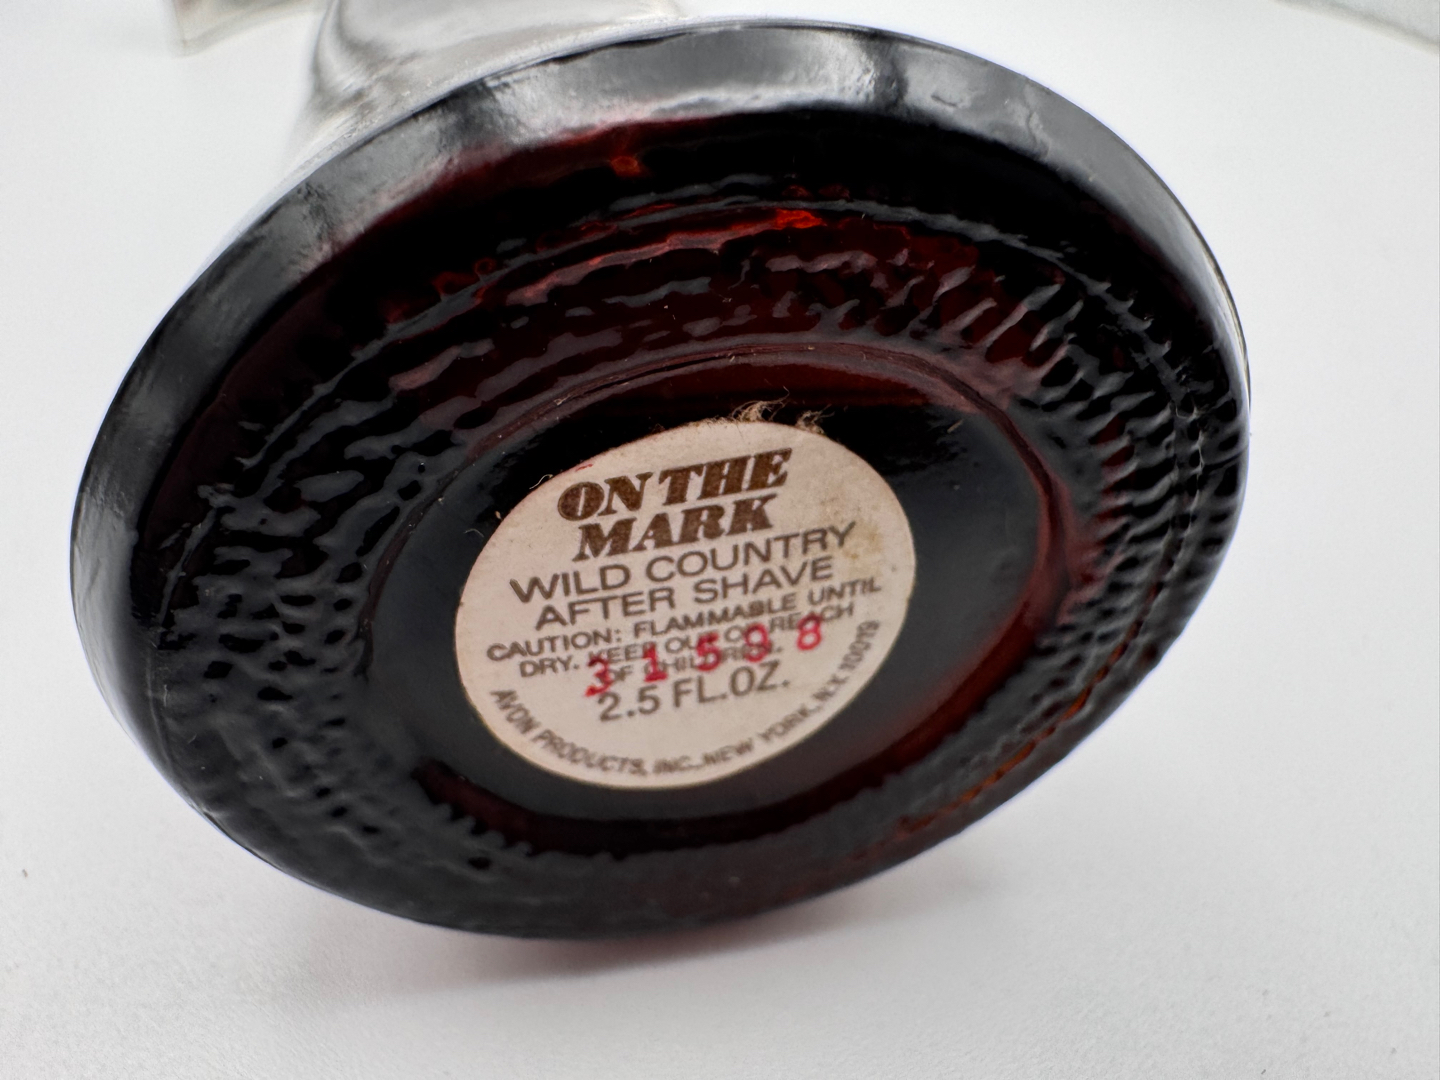 ON THE
MARK
WILD COUNTRY
AFTER SHAVE
CAUTION: FLAMMABLE UNTIL
DRY. KEEP OUT OF REACH
OF CHILDREN.
31598
2.5 FL.OZ.
AVON PRODUCTS, INC., NEW YORK, N.Y. 10019